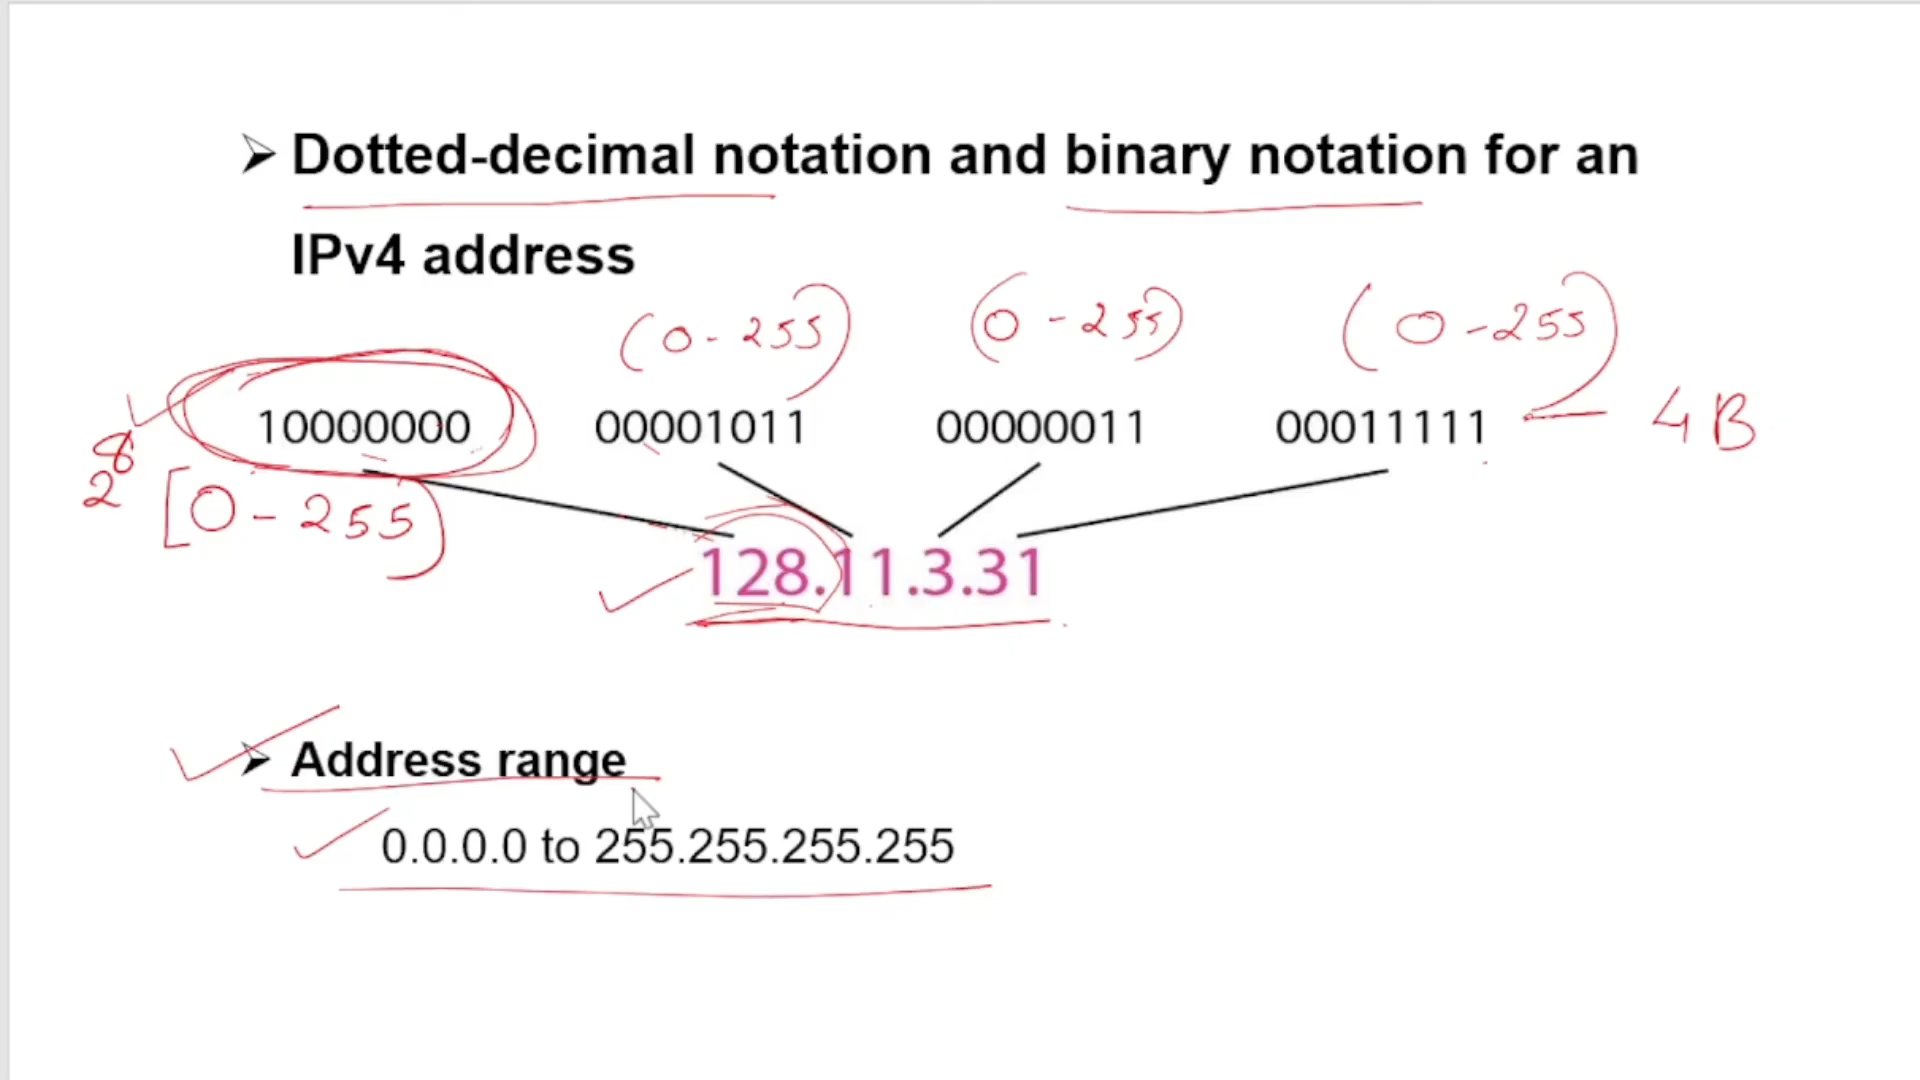 ➢ Dotted-decimal notation and binary notation for an
IPv4 address
(0-255) (0-255) (0-255)
10000000 00001011 00000011 00011111 4B
2^8 [0-255)
128.11.3.31
➢ Address range
0.0.0.0 to 255.255.255.255